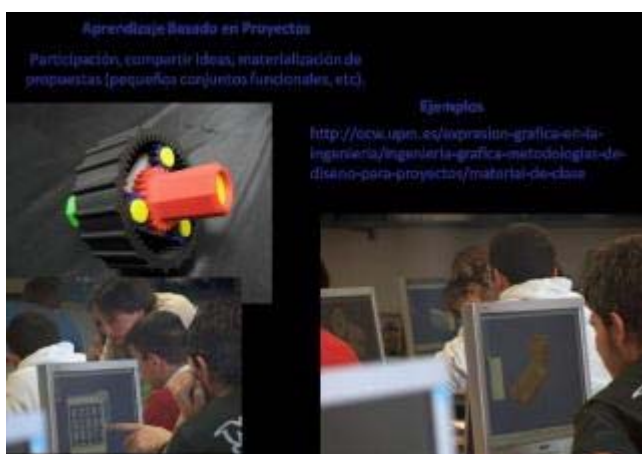 Aprendizaje Basado en Proyectos
Participación, compartir ideas, materialización de
propuestas (pequeños conjuntos funcionales, etc).
Ejemplos
http://ocw.upm.es/expresion-grafica-en-la-
ingenieria/ingenieria-grafica-metodologias-de-
diseno-para-proyectos/material-de-clase